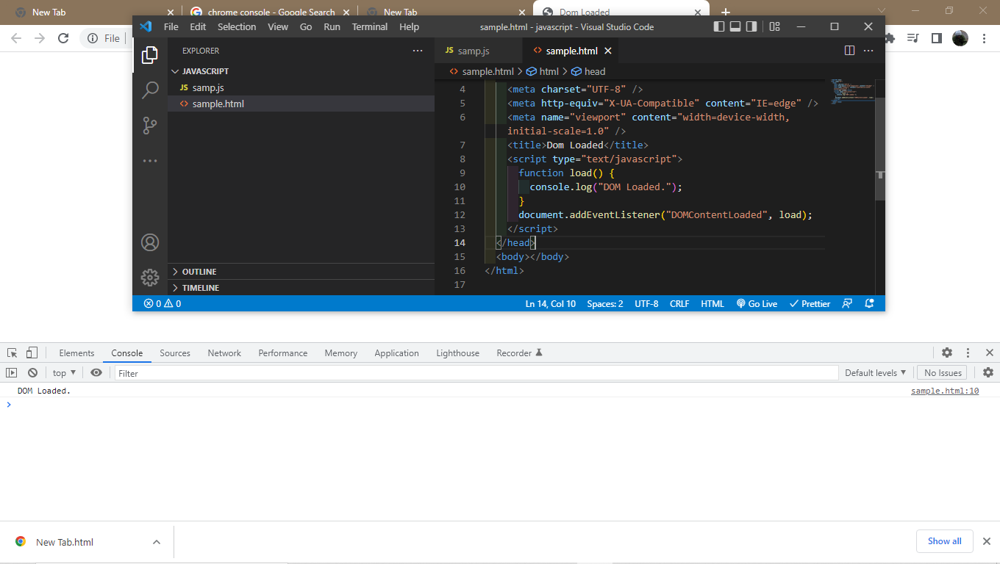 New Tab
chrome console - Google Search
New Tab
Dom Loaded
File
File Edit Selection View Go Run Terminal Help
sample.html - javascript - Visual Studio Code
EXPLORER
JAVASCRIPT
JS samp.js
<> sample.html
OUTLINE
TIMELINE
JS samp.js
<> sample.html
<> sample.html > html > head
4 <meta charset="UTF-8" />
5 <meta http-equiv="X-UA-Compatible" content="IE=edge" />
6 <meta name="viewport" content="width=device-width,
initial-scale=1.0" />
7 <title>Dom Loaded</title>
8 <script type="text/javascript">
9 function load() {
10 console.log("DOM Loaded.");
11 }
12 document.addEventListener("DOMContentLoaded", load);
13 </script>
14 </head>
15 <body></body>
16 </html>
17
0 0
Ln 14, Col 10 Spaces: 2 UTF-8 CRLF HTML Go Live Prettier
Elements Console Sources Network Performance Memory Application Lighthouse Recorder
top Filter Default levels No Issues
DOM Loaded. sample.html:10
New Tab.html
Show all